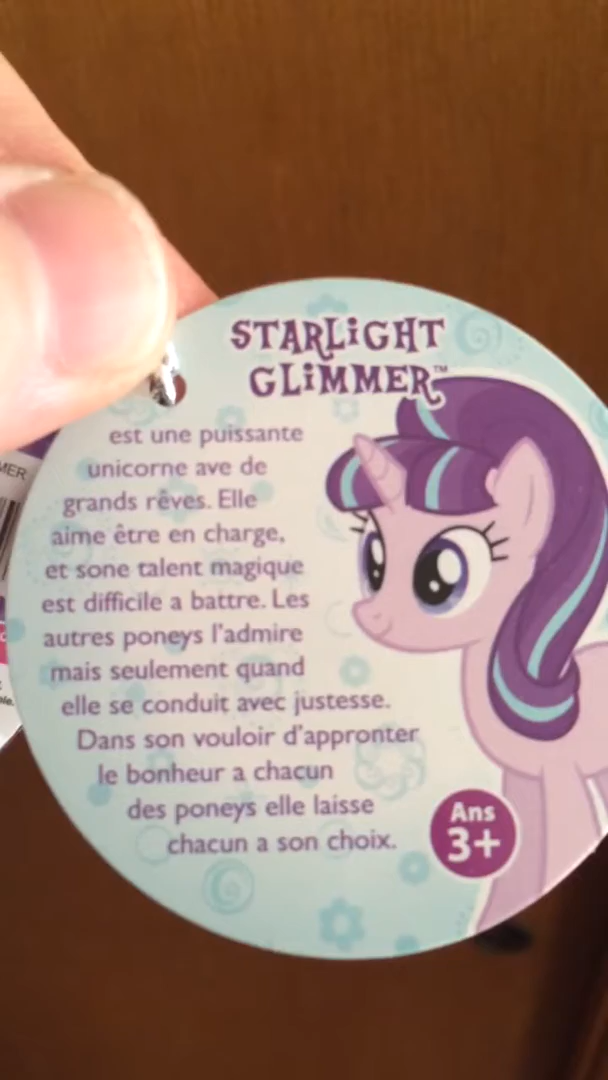 STARLiGHT
GLiMMER™
est une puissante
unicorne ave de
grands rêves. Elle
aime être en charge,
et sone talent magique
est difficile a battre. Les
autres poneys l'admire
mais seulement quand
elle se conduit avec justesse.
Dans son vouloir d'appronter
le bonheur a chacun
des poneys elle laisse
chacun a son choix.
Ans
3+